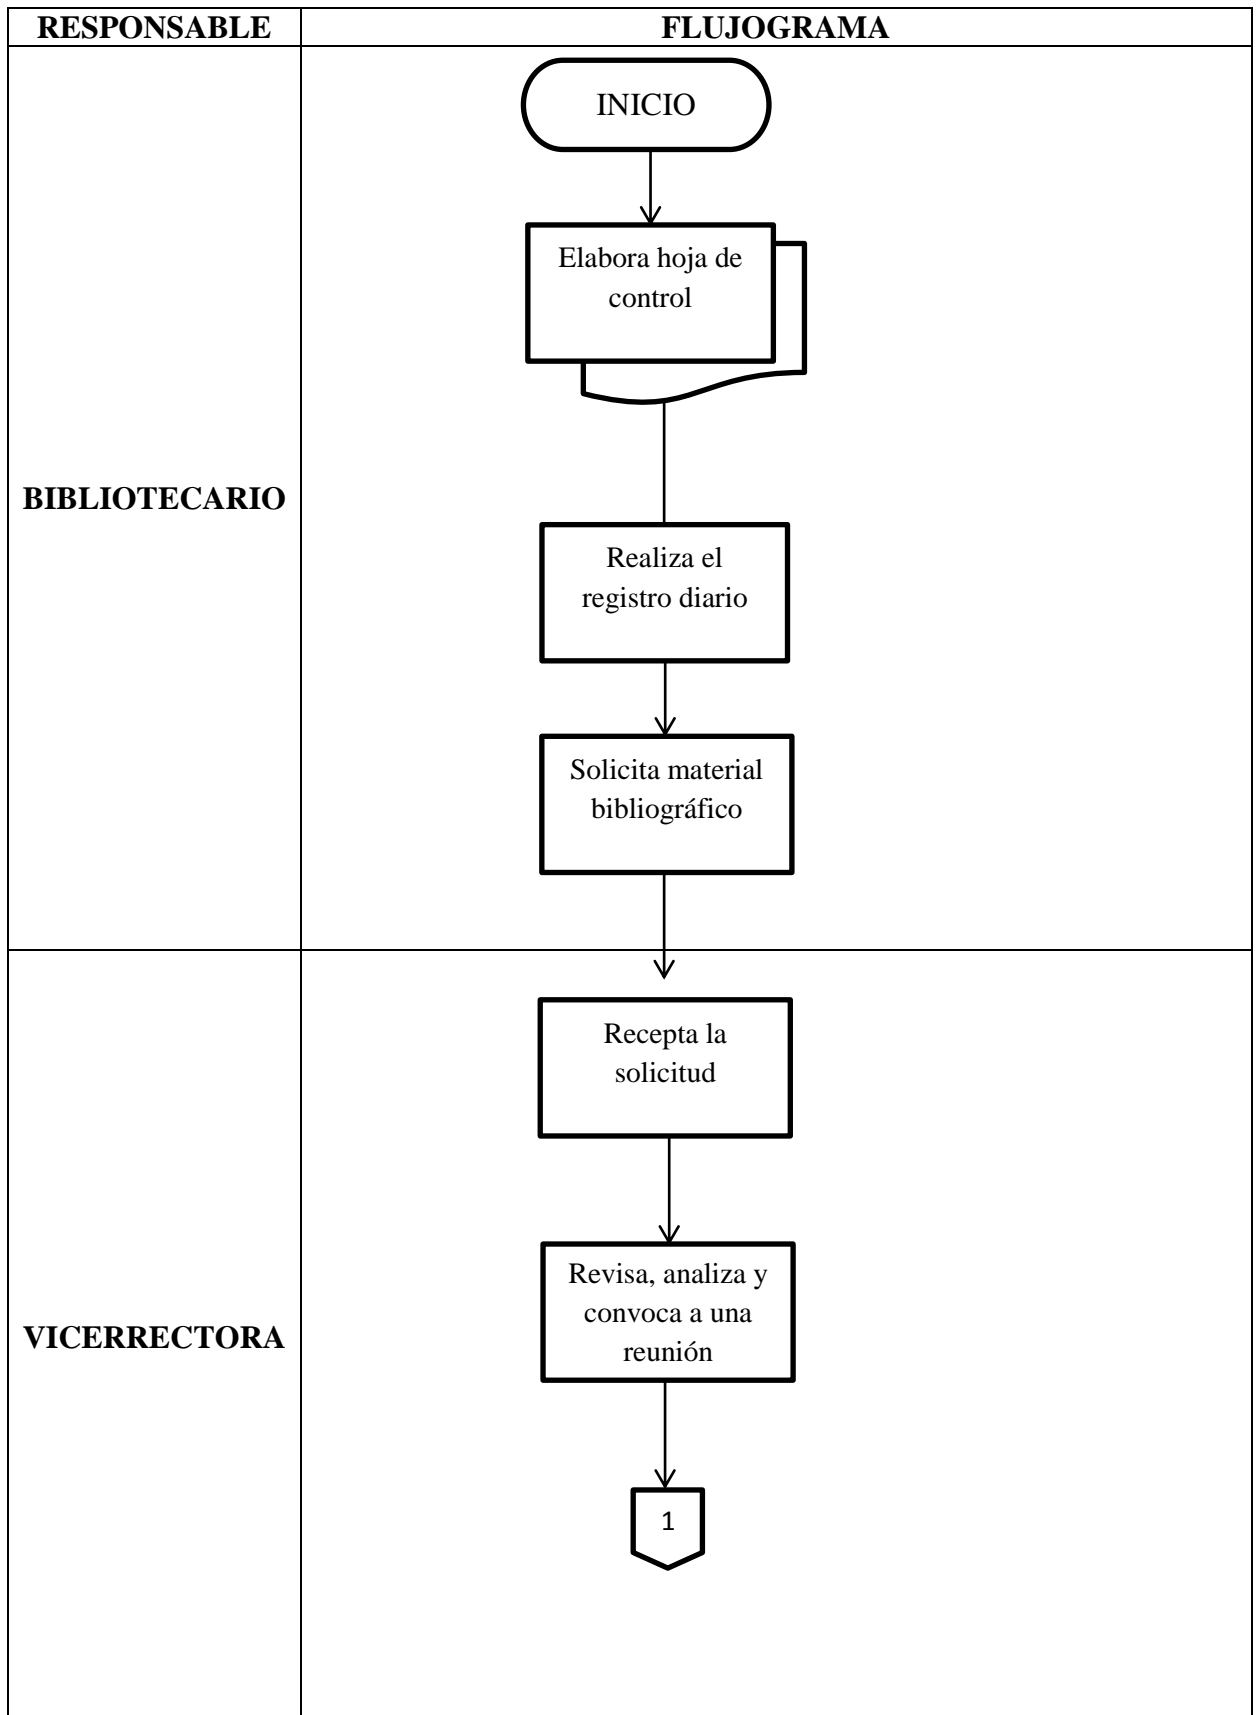 RESPONSABLE
FLUJOGRAMA
INICIO
Elabora hoja de
control
BIBLIOTECARIO
Realiza el
registro diario
Solicita material
bibliográfico
Recepta la
solicitud
VICERRECTORA
Revisa, analiza y
convoca a una
reunión
1